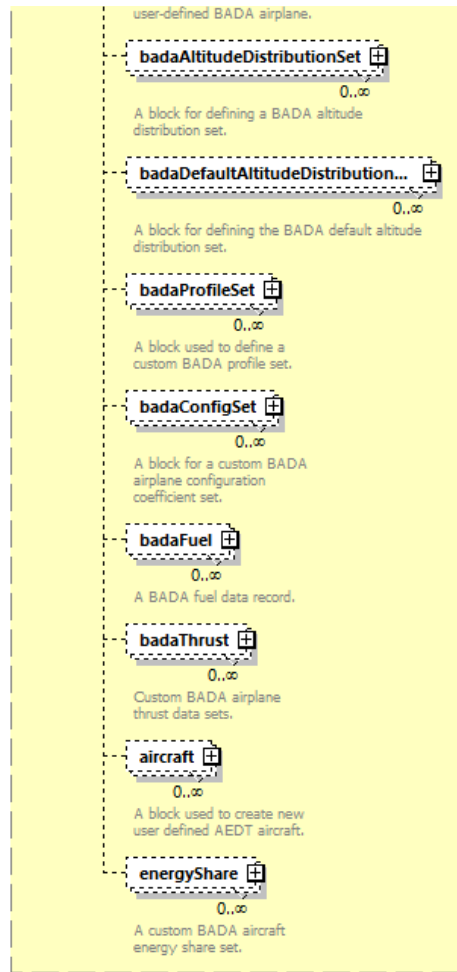 user-defined BADA airplane.
badaAltitudeDistributionSet
0..∞
A block for defining a BADA altitude
distribution set.
badaDefaultAltitudeDistribution...
0..∞
A block for defining the BADA default altitude
distribution set.
badaProfileSet
0..∞
A block used to define a
custom BADA profile set.
badaConfigSet
0..∞
A block for a custom BADA
airplane configuration
coefficient set.
badaFuel
0..∞
A BADA fuel data record.
badaThrust
0..∞
Custom BADA airplane
thrust data sets.
aircraft
0..∞
A block used to create new
user defined AEDT aircraft.
energyShare
0..∞
A custom BADA aircraft
energy share set.